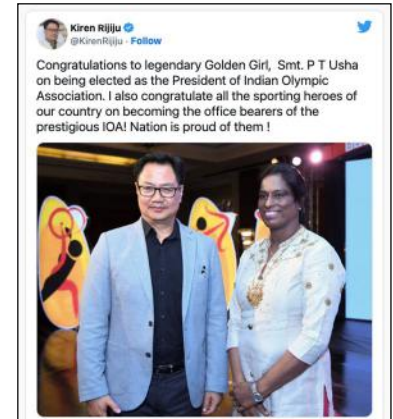 Kiren Rijiju
@KirenRijiju · Follow
Congratulations to legendary Golden Girl, Smt. P T Usha
on being elected as the President of Indian Olympic
Association. I also congratulate all the sporting heroes of
our country on becoming the office bearers of the
prestigious IOA! Nation is proud of them !